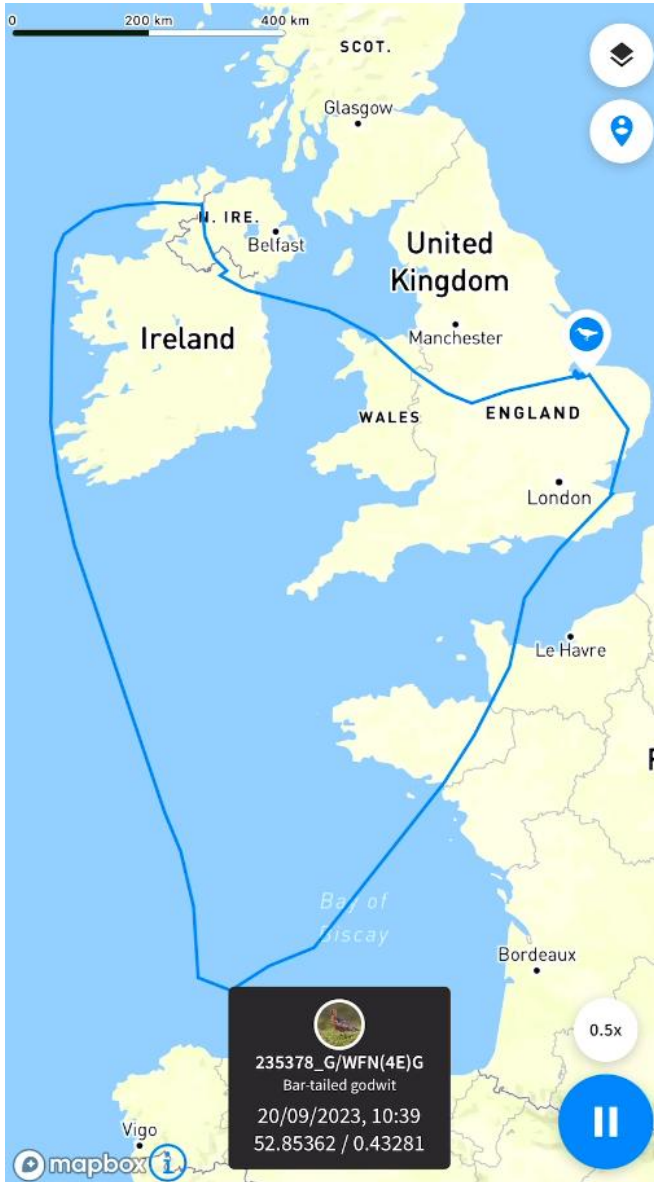 0 200 km 400 km
SCOT.
Glasgow
N. IRE.
Belfast
United
Kingdom
Ireland
Manchester
WALES
ENGLAND
London
Le Havre
Bay of
Biscay
Bordeaux
0.5x
235378_G/WFN(4E)G
Bar-tailed godwit
20/09/2023, 10:39
52.85362 / 0.43281
Vigo
mapbox